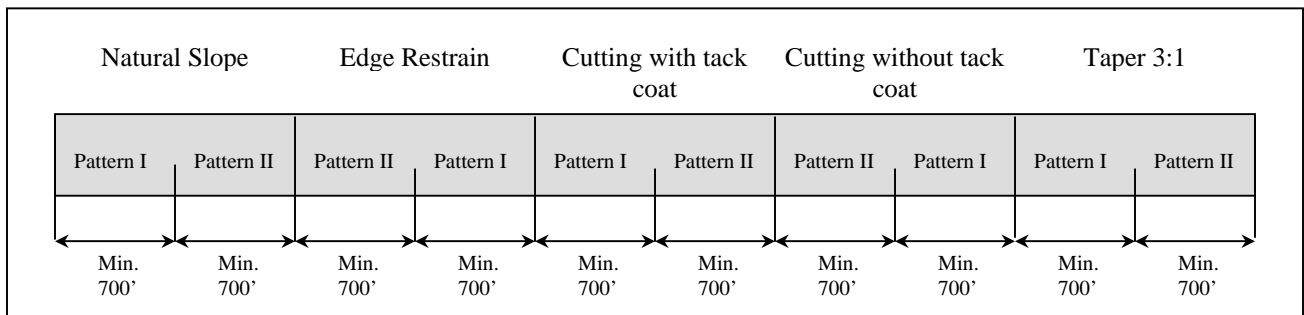 Natural Slope Edge Restrain Cutting with tack coat Cutting without tack coat Taper 3:1
Pattern I Pattern II Pattern II Pattern I Pattern I Pattern II Pattern II Pattern I Pattern I Pattern II
Min. Min. Min. Min. Min. Min. Min. Min. Min. Min.
700’ 700’ 700’ 700’ 700’ 700’ 700’ 700’ 700’ 700’